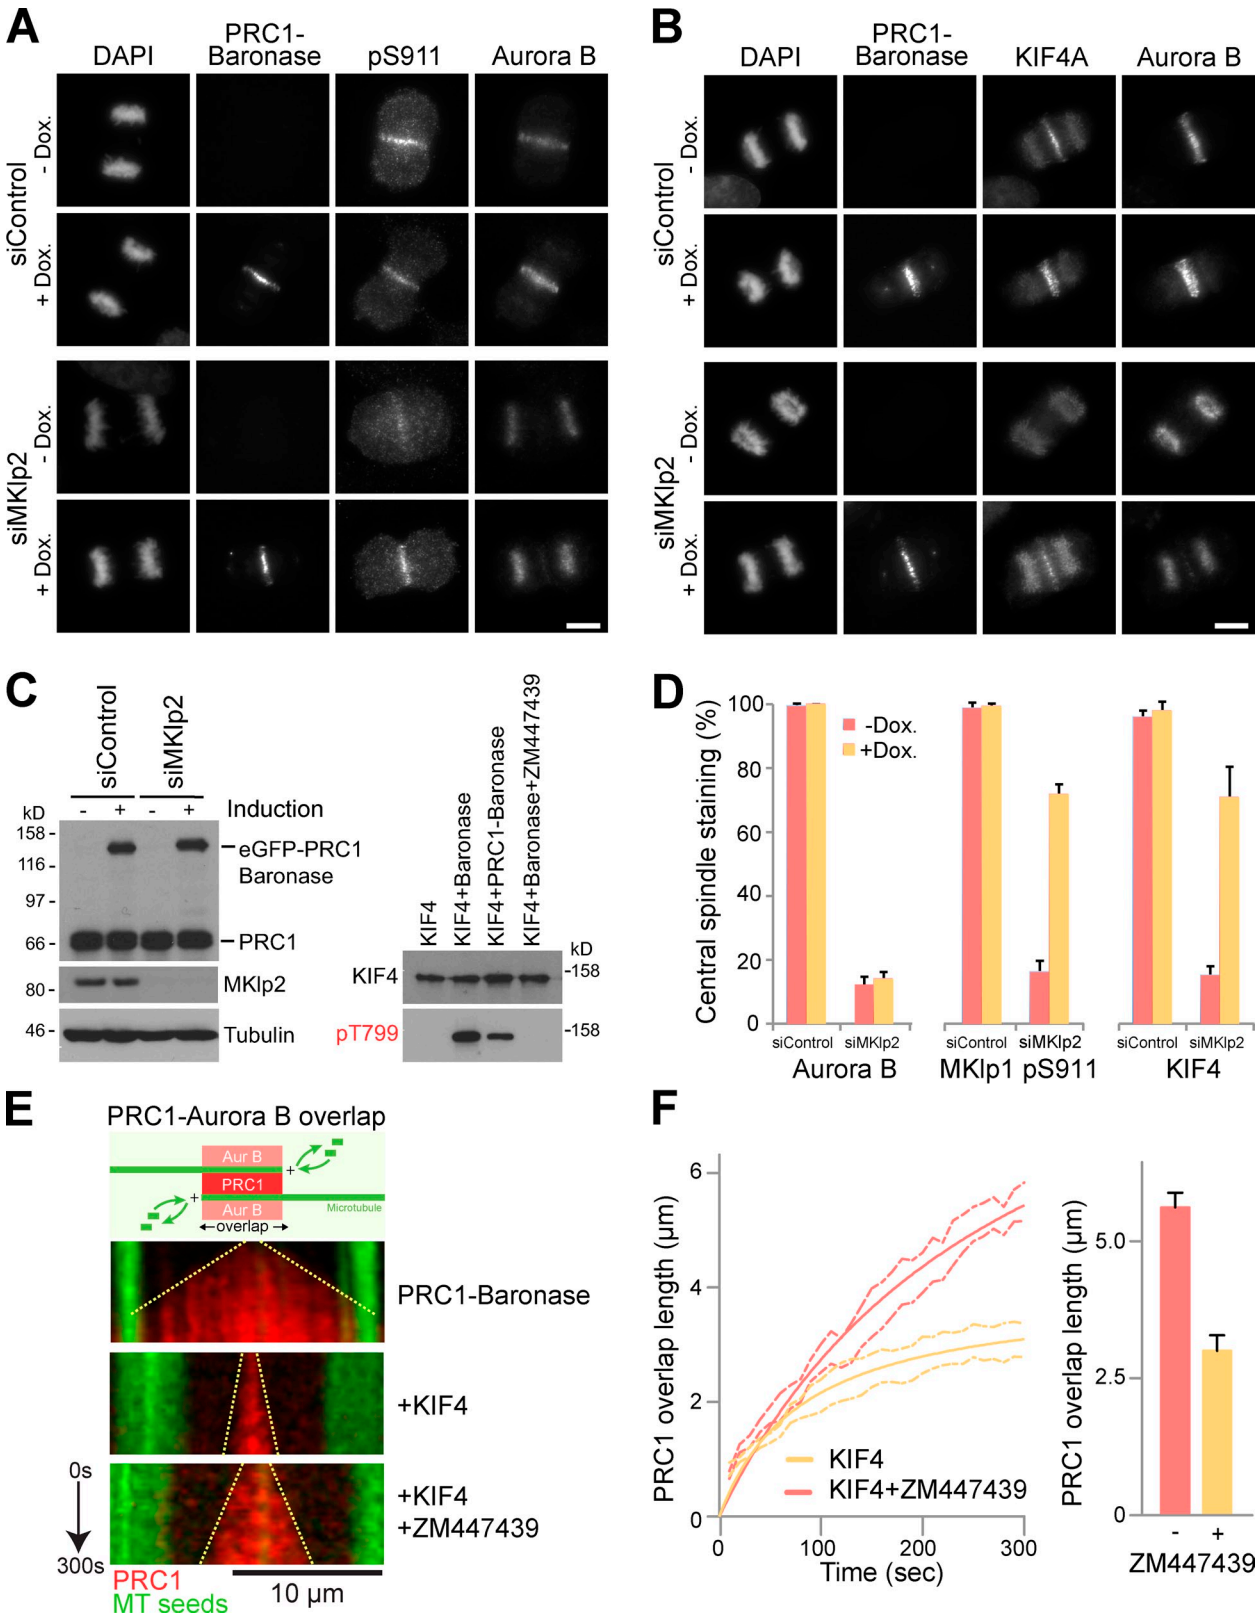 A
DAPI
PRC1-
Baronase
pS911
Aurora B
siControl
- Dox.
+ Dox.
siMKlp2
- Dox.
+ Dox.
B
DAPI
PRC1-
Baronase
KIF4A
Aurora B
siControl
- Dox.
+ Dox.
siMKlp2
- Dox.
+ Dox.
C
siControl
siMKlp2
kD
- + - +
Induction
158
116
97
66
80
46
eGFP-PRC1
Baronase
PRC1
MKlp2
Tubulin
KIF4
KIF4+Baronase
KIF4+PRC1-Baronase
KIF4+Baronase+ZM447439
kD
KIF4
-158
pT799
-158
D
Central spindle staining (%)
100
80
60
40
20
0
-Dox.
+Dox.
siControl siMKlp2
Aurora B
siControl siMKlp2
MKlp1 pS911
siControl siMKlp2
KIF4
E
PRC1-Aurora B overlap
Aur B
+
PRC1
+
Aur B
Microtubule
overlap
PRC1-Baronase
+KIF4
0s
300s
+KIF4
+ZM447439
PRC1
MT seeds
10 µm
F
PRC1 overlap length (µm)
6
4
2
0
KIF4
KIF4+ZM447439
0 100 200 300
Time (sec)
PRC1 overlap length (µm)
5.0
2.5
0
- +
ZM447439